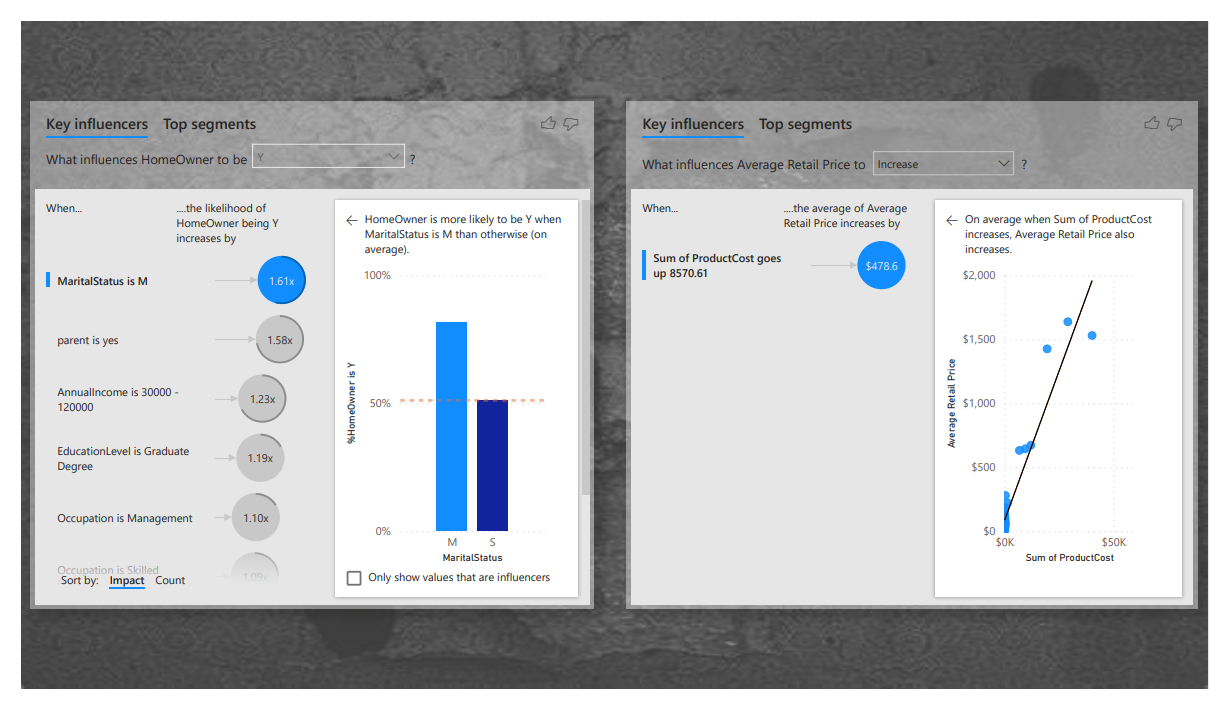 Key influencers Top segments
What influences HomeOwner to be Y ?
When...
....the likelihood of
HomeOwner being Y
increases by
MaritalStatus is M 1.61x
parent is yes 1.58x
AnnualIncome is 30000 -
120000
1.23x
EducationLevel is Graduate
Degree
1.19x
Occupation is Management 1.10x
Occupation is Skilled
1.09x
Sort by: Impact Count
HomeOwner is more likely to be Y when
MaritalStatus is M than otherwise (on
average).
100%
50%
0%
%HomeOwner is Y
M S
MaritalStatus
Only show values that are influencers
Key influencers Top segments
What influences Average Retail Price to Increase ?
When...
....the average of Average
Retail Price increases by
Sum of ProductCost goes
up 8570.61
$478.6
On average when Sum of ProductCost
increases, Average Retail Price also
increases.
$2,000
$1,500
$1,000
$500
$0
Average Retail Price
$0K $50K
Sum of ProductCost